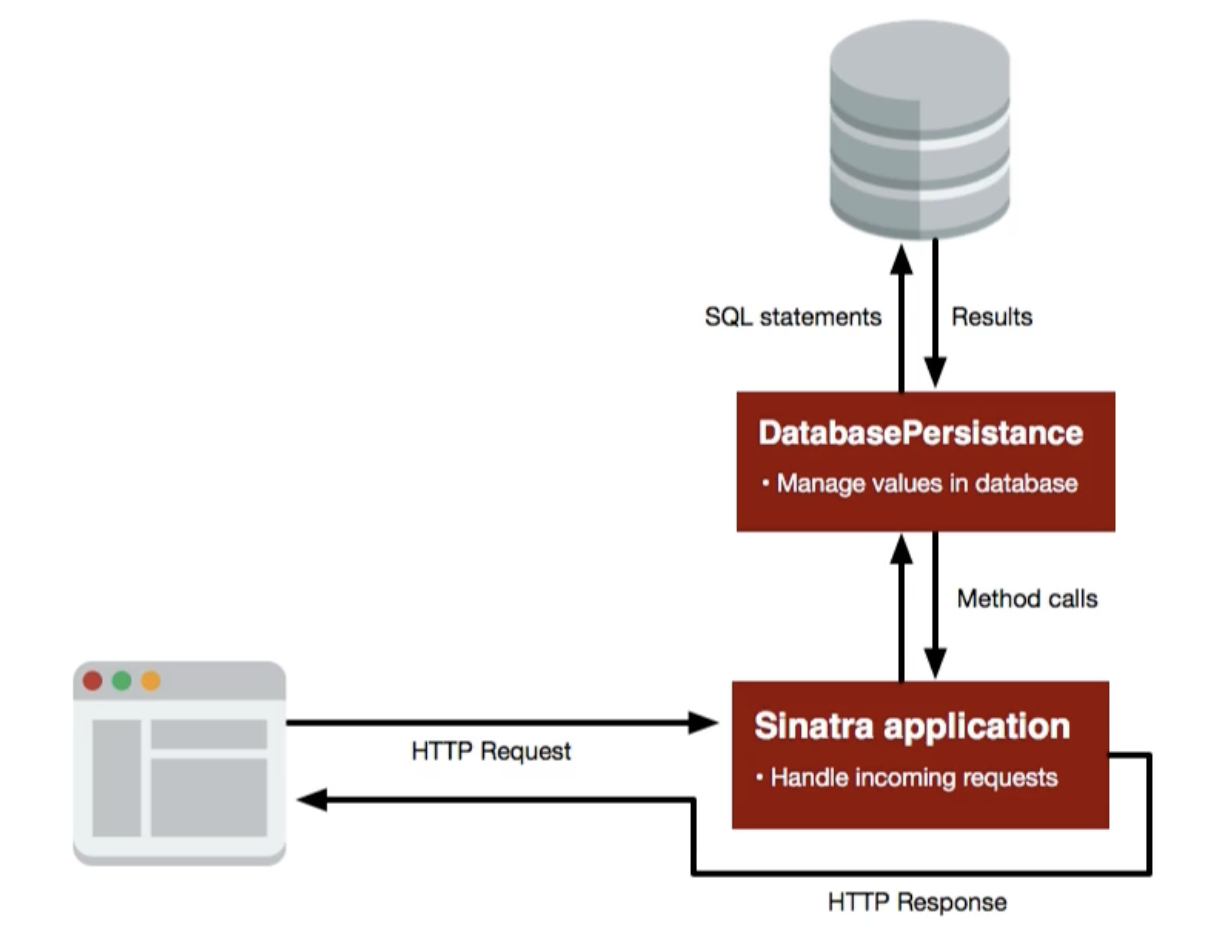 SQL statements
Results
DatabasePersistance
• Manage values in database
Method calls
HTTP Request
Sinatra application
• Handle incoming requests
HTTP Response